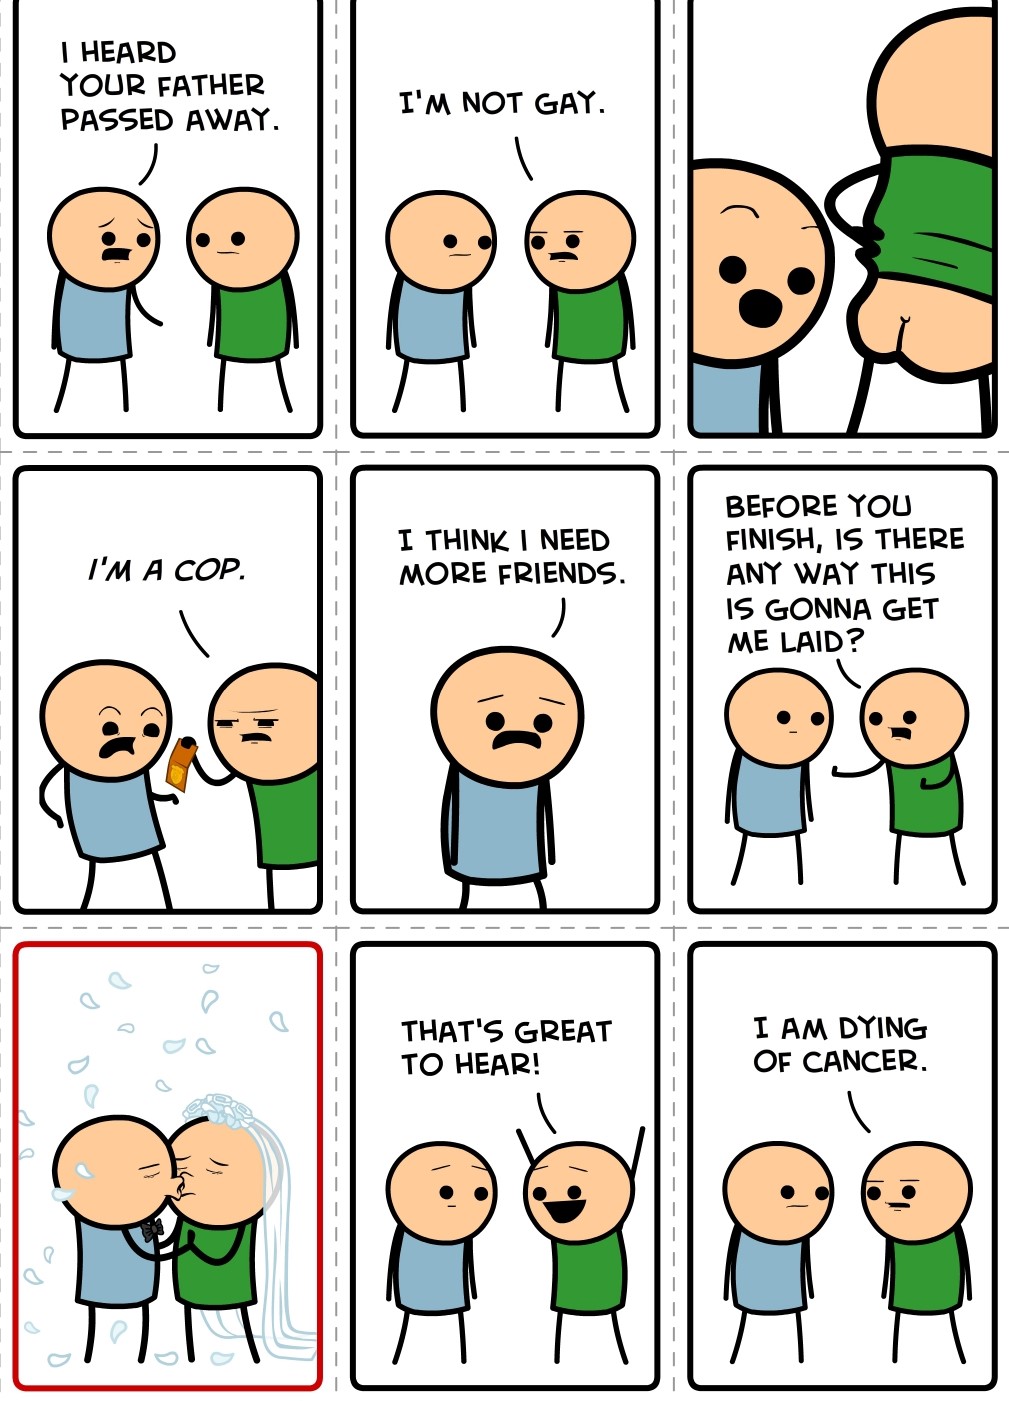 I HEARD
YOUR FATHER
PASSED AWAY.
I'M NOT GAY.
I'M A COP.
I THINK I NEED
MORE FRIENDS.
BEFORE YOU
FINISH, IS THERE
ANY WAY THIS
IS GONNA GET
ME LAID?
THAT'S GREAT
TO HEAR!
I AM DYING
OF CANCER.